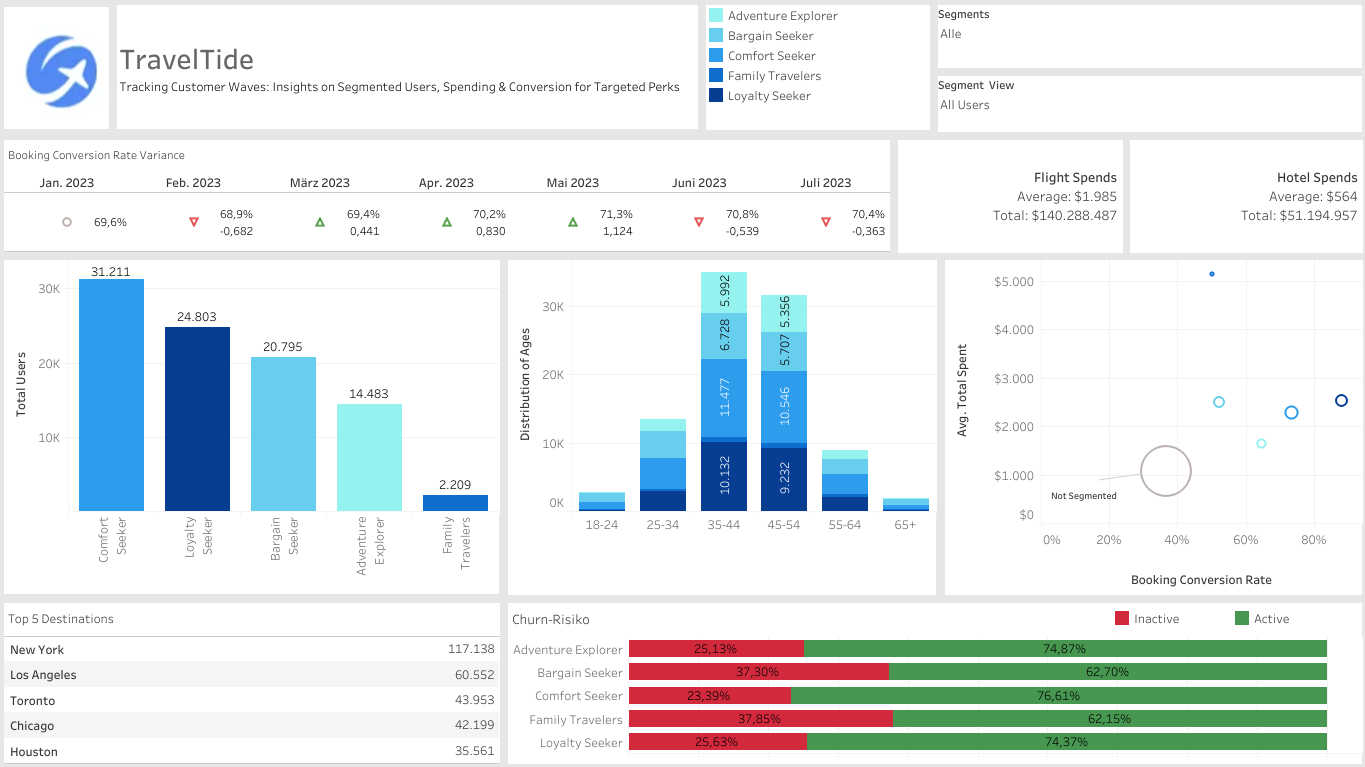 TravelTide
Tracking Customer Waves: Insights on Segmented Users, Spending & Conversion for Targeted Perks
Adventure Explorer
Bargain Seeker
Comfort Seeker
Family Travelers
Loyalty Seeker
Segments
Alle
Segment View
All Users
Booking Conversion Rate Variance
Jan. 2023 Feb. 2023 März 2023 Apr. 2023 Mai 2023 Juni 2023 Juli 2023
69,6% 68,9% 69,4% 70,2% 71,3% 70,8% 70,4%
-0,682 0,441 0,830 1,124 -0,539 -0,363
Flight Spends
Average: $1.985
Total: $140.288.487
Hotel Spends
Average: $564
Total: $51.194.957
Total Users
30K
20K
10K
31.211
24.803
20.795
14.483
2.209
Comfort
Seeker
Loyalty
Seeker
Bargain
Seeker
Adventure
Explorer
Family
Travelers
Distribution of Ages
30K
20K
10K
0K
5.992
6.728
11.477
10.132
5.356
5.707
10.546
9.232
18-24 25-34 35-44 45-54 55-64 65+
Avg. Total Spent
$5.000
$4.000
$3.000
$2.000
$1.000
$0
Not Segmented
0% 20% 40% 60% 80%
Booking Conversion Rate
Top 5 Destinations
New York 117.138
Los Angeles 60.552
Toronto 43.953
Chicago 42.199
Houston 35.561
Churn-Risiko
Inactive Active
Adventure Explorer 25,13% 74,87%
Bargain Seeker 37,30% 62,70%
Comfort Seeker 23,39% 76,61%
Family Travelers 37,85% 62,15%
Loyalty Seeker 25,63% 74,37%